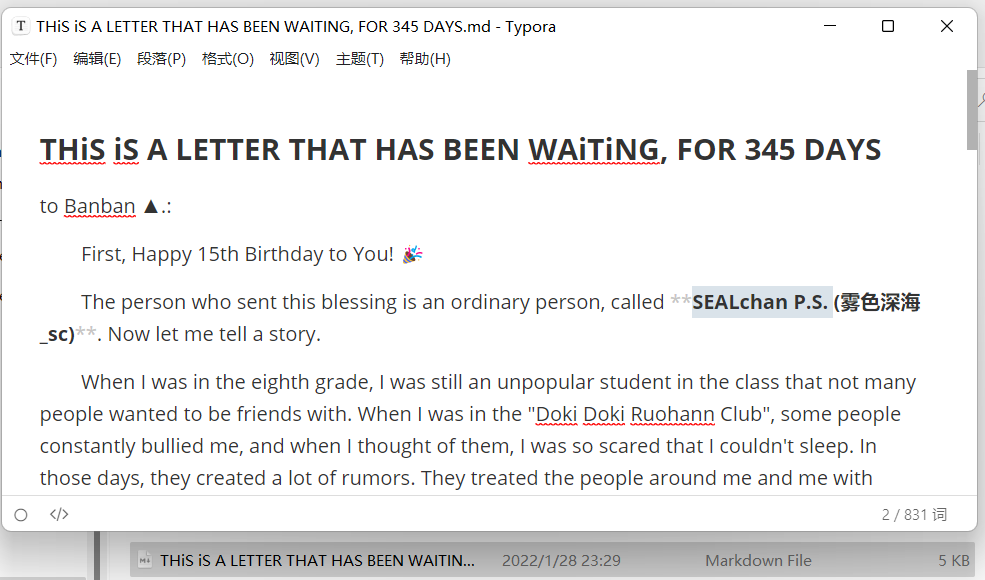 THiS iS A LETTER THAT HAS BEEN WAITING, FOR 345 DAYS.md - Typora
文件(F) 编辑(E) 段落(P) 格式(O) 视图(V) 主题(T) 帮助(H)
THiS iS A LETTER THAT HAS BEEN WAiTiNG, FOR 345 DAYS
to Banban ▲.:
First, Happy 15th Birthday to You! 🎉
The person who sent this blessing is an ordinary person, called **SEALchan P.S. (雾色深海
_sc)**. Now let me tell a story.
When I was in the eighth grade, I was still an unpopular student in the class that not many
people wanted to be friends with. When I was in the "Doki Doki Ruohann Club", some people
constantly bullied me, and when I thought of them, I was so scared that I couldn't sleep. In
those days, they created a lot of rumors. They treated the people around me and me with
</> 2 / 831 词
THiS iS A LETTER THAT HAS BEEN WAITIN... 2022/1/28 23:29 Markdown File 5 KB